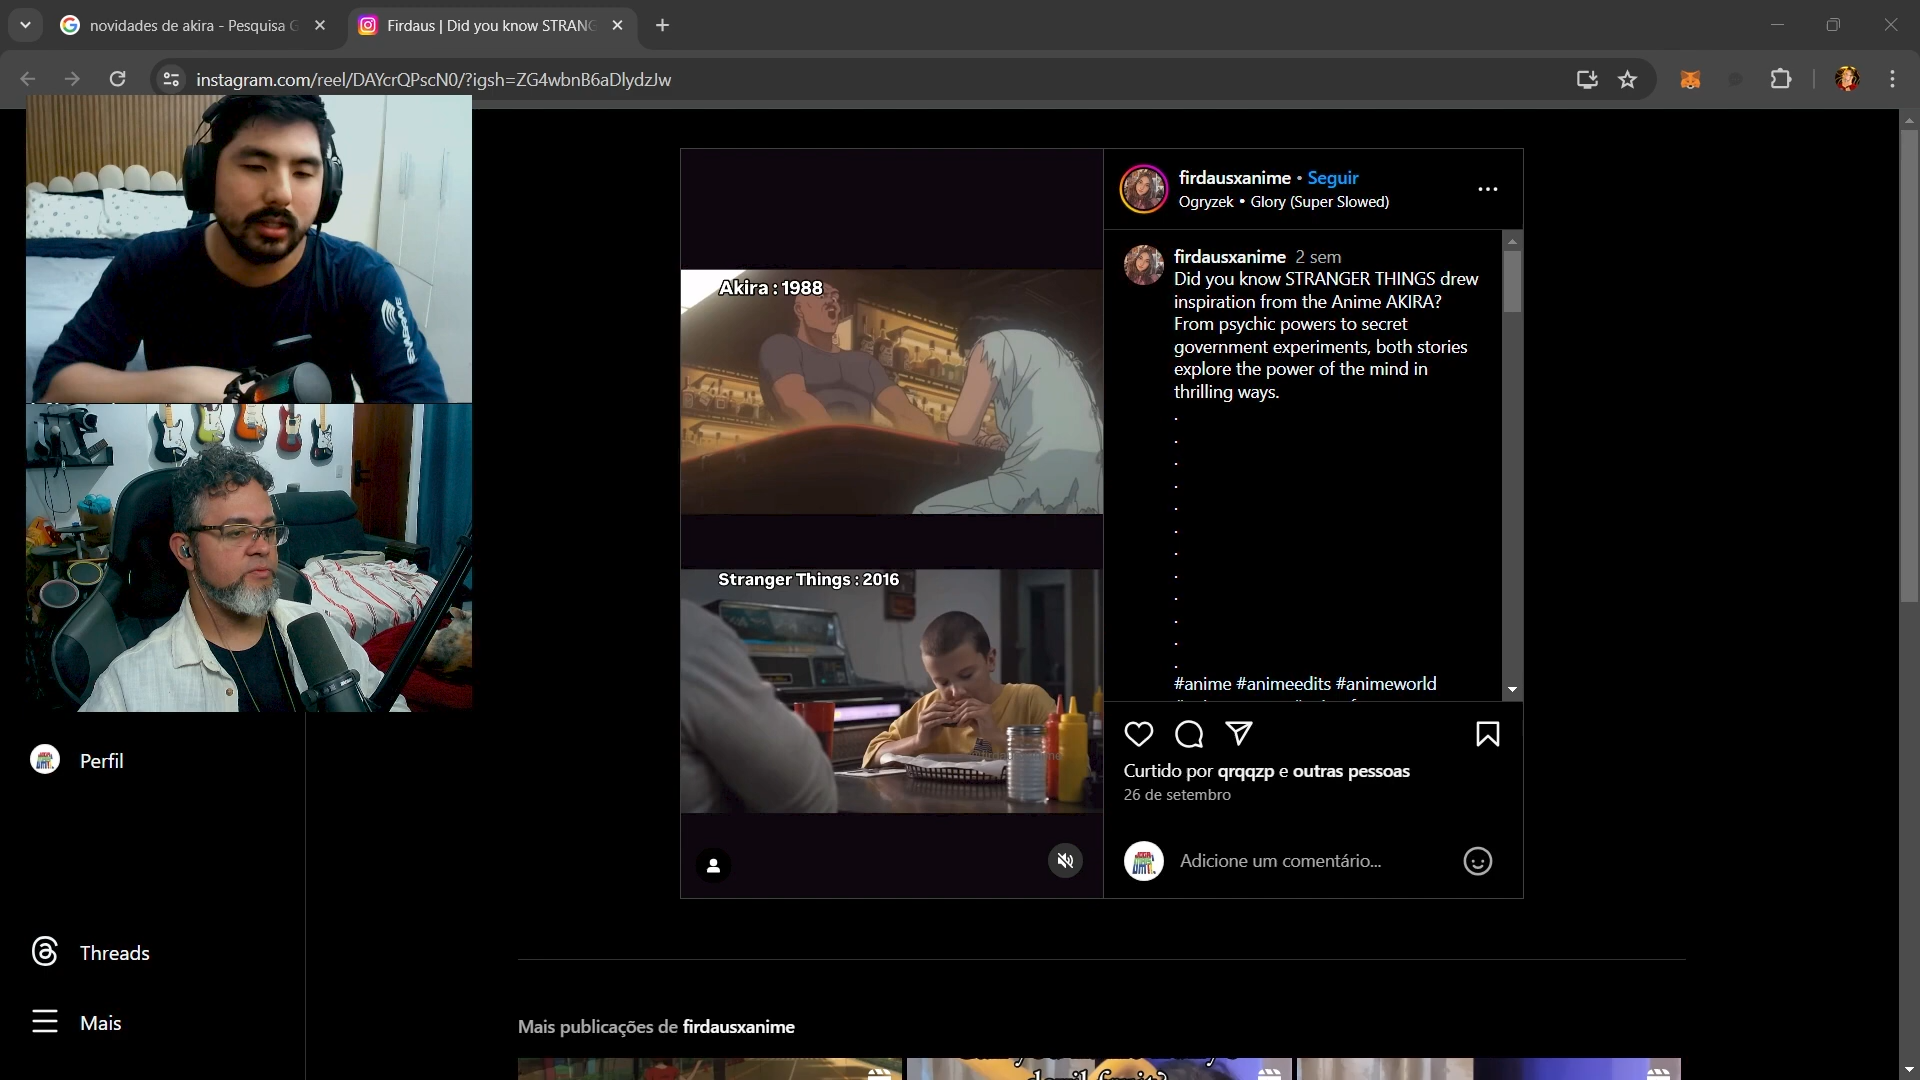 novidades de akira - Pesquisa G
Firdaus | Did you know STRANG
instagram.com/reel/DAYcrQPscN0/?igsh=ZG4wbnB6aDlydzJw
Akira : 1988
Stranger Things : 2016
firdausxanime • Seguir
Ogryzek • Glory (Super Slowed)
firdausxanime 2 sem
Did you know STRANGER THINGS drew
inspiration from the Anime AKIRA?
From psychic powers to secret
government experiments, both stories
explore the power of the mind in
thrilling ways.
.
.
.
.
.
.
.
.
.
.
.
.
#anime #animeedits #animeworld
Curtido por qrqqzp e outras pessoas
26 de setembro
Adicione um comentário...
Perfil
Threads
Mais
Mais publicações de firdausxanime